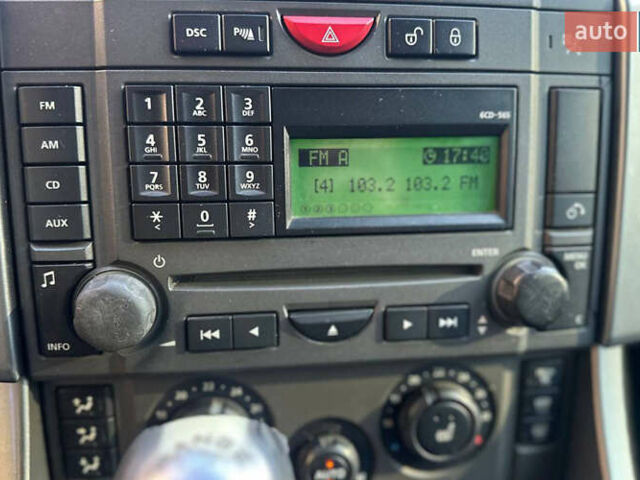 DSC P
auto
FM 1 2 ABC 3 DEF 6CD-565
AM 4 GHI 5 JKL 6 MNO
FM A 17:40
CD 7 PQRS 8 TUV 9 WXYZ
[4] 103.2 103.2 FM
AUX * < 0 # >
ENTER
MENU
OK
INFO
AUTO